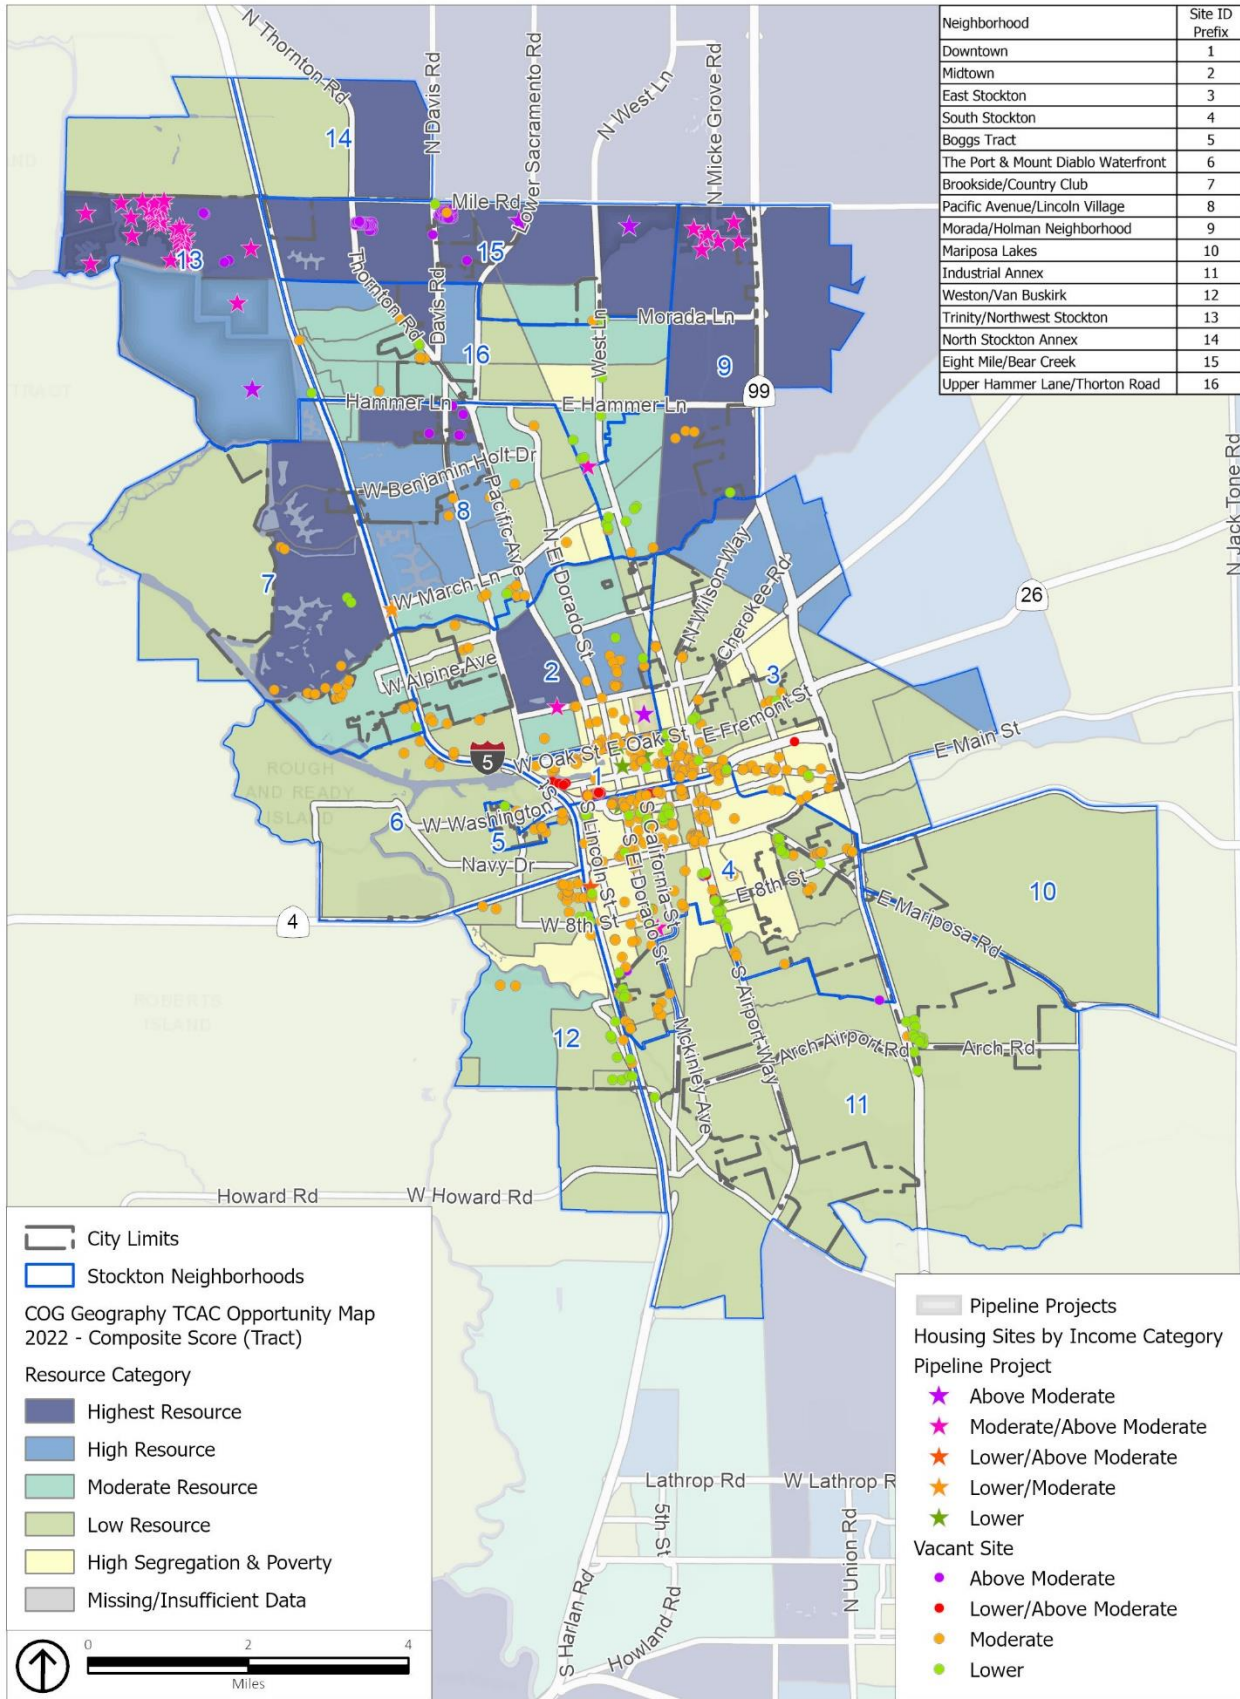 Neighborhood Site ID Prefix
Downtown 1
Midtown 2
East Stockton 3
South Stockton 4
Boggs Tract 5
The Port & Mount Diablo Waterfront 6
Brookside/Country Club 7
Pacific Avenue/Lincoln Village 8
Morada/Holman Neighborhood 9
Mariposa Lakes 10
Industrial Annex 11
Weston/Van Buskirk 12
Trinity/Northwest Stockton 13
North Stockton Annex 14
Eight Mile/Bear Creek 15
Upper Hammer Lane/Thorton Road 16
N Thornton Rd
N Davis Rd
Lower Sacramento Rd
N West Ln
N Micke Grove Rd
14
Mile Rd
13
15
Thornton Rd
Davis Rd
West Ln
Morada Ln
16
9
99
TRACT
Hammer Ln
E Hammer Ln
N Jack Tone Rd
W Benjamin Holt Dr
8
Pacific Ave
N El Dorado St
N Wilson Way
Cherokee Rd
7
W March Ln
26
W Alpine Ave
2
3
E Fremont St
E Main St
W Oak St
E Oak St
5
1
ROUGH
AND READY
ISLAND
6
W Washington St
5
Navy Dr
S Lincoln St
S El Dorado St
S California St
4
E 8th St
10
4
W 8th St
E Mariposa Rd
ROBERTS
ISLAND
12
Mckinley Ave
S Airport Way
Arch Airport Rd
Arch Rd
11
Howard Rd
W Howard Rd
Lathrop Rd
W Lathrop R
5th St
N Union Rd
S Harlan Rd
Howland Rd
City Limits
Stockton Neighborhoods
COG Geography TCAC Opportunity Map
2022 - Composite Score (Tract)
Resource Category
Highest Resource
High Resource
Moderate Resource
Low Resource
High Segregation & Poverty
Missing/Insufficient Data
0 2 4
Miles
Pipeline Projects
Housing Sites by Income Category
Pipeline Project
Above Moderate
Moderate/Above Moderate
Lower/Above Moderate
Lower/Moderate
Lower
Vacant Site
Above Moderate
Lower/Above Moderate
Moderate
Lower